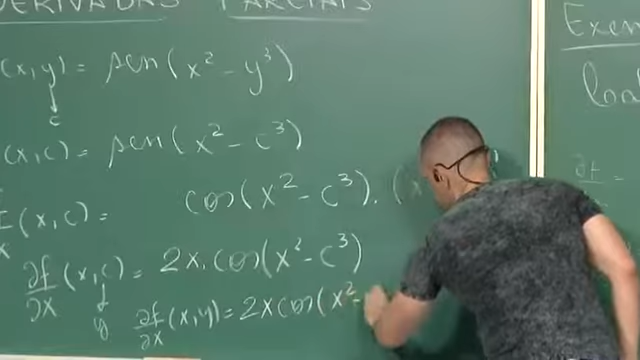 DERIVADAS PARCIAIS
(x,y) = sen(x² - y³)
c
(x,c) = sen(x² - c³)
(x,c) = cos(x² - c³).(x
∂f/∂x (x,c) = 2x.cos(x² - c³)
y
∂f/∂x (x,y) = 2x cos(x² -
Exem
∂f =